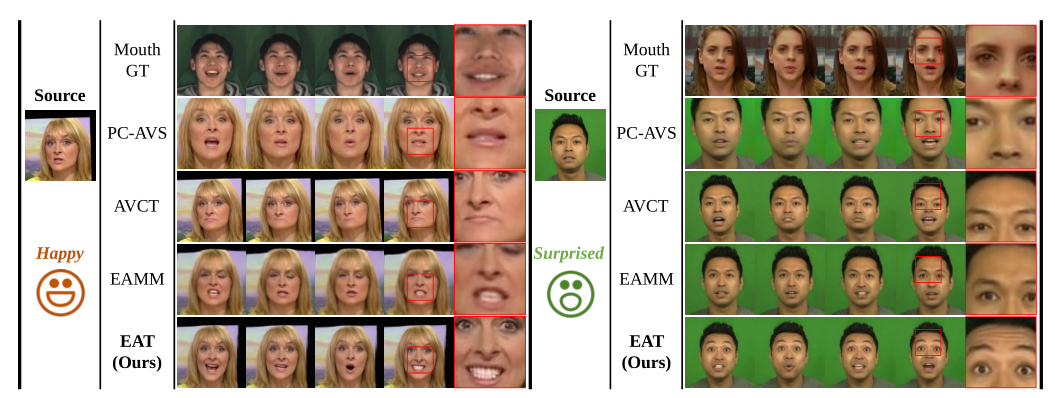 Source
Happy
Mouth
GT
PC-AVS
AVCT
EAMM
EAT
(Ours)
Source
Surprised
Mouth
GT
PC-AVS
AVCT
EAMM
EAT
(Ours)